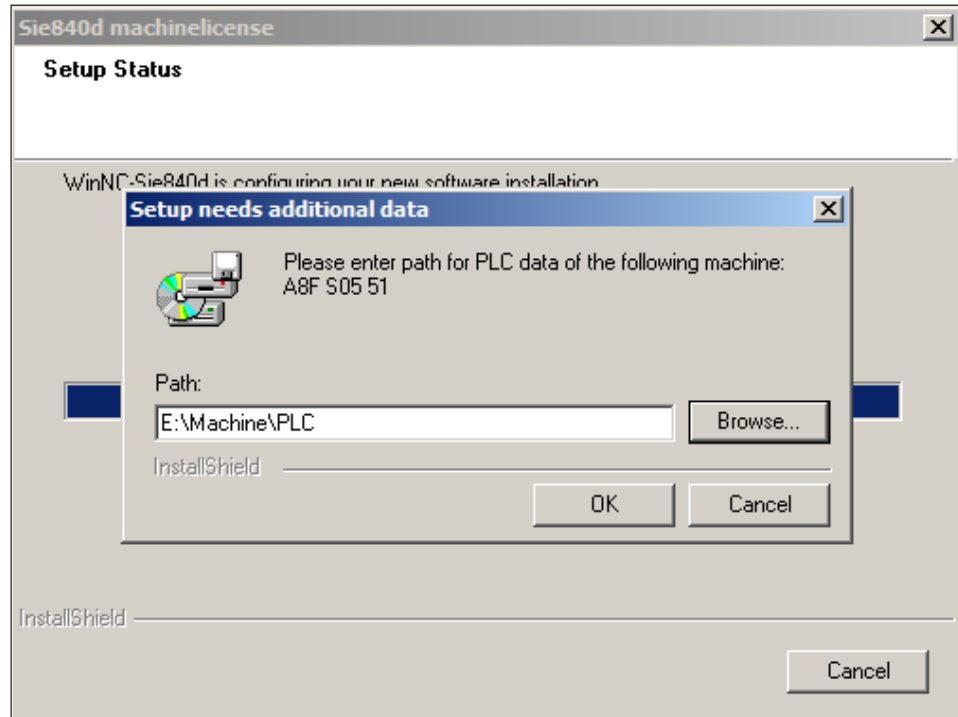 Sie840d machinelicense
Setup Status
WinNC-Sie840d is configuring your new software installation
Setup needs additional data
Please enter path for PLC data of the following machine:
A8F S05 51
Path:
E:\Machine\PLC
Browse...
InstallShield
OK
Cancel
InstallShield
Cancel